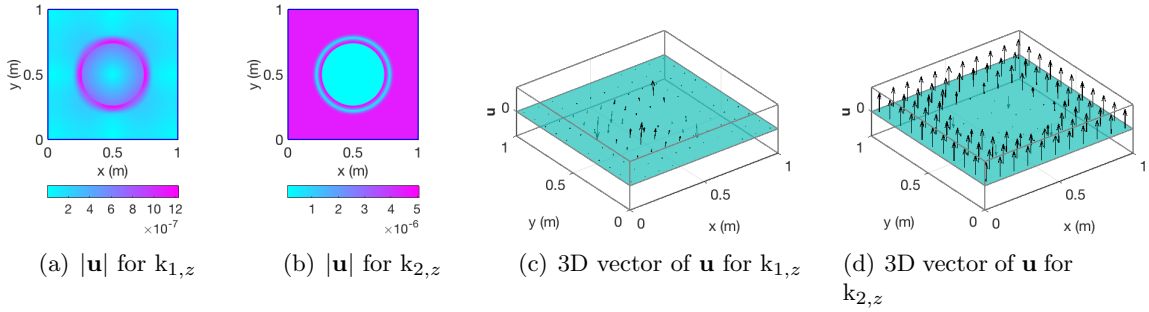 1
0.5
0
y (m)
0
0.5
1
x (m)
2 4 6 8 10 12
×10⁻⁷
(a) |u| for k₁,z
1
0.5
0
y (m)
0
0.5
1
x (m)
1 2 3 4 5
×10⁻⁶
(b) |u| for k₂,z
u
0
1
0.5
0
y (m)
0
0.5
1
x (m)
(c) 3D vector of u for k₁,z
u
0
1
0.5
0
y (m)
0
0.5
1
x (m)
(d) 3D vector of u for
k₂,z